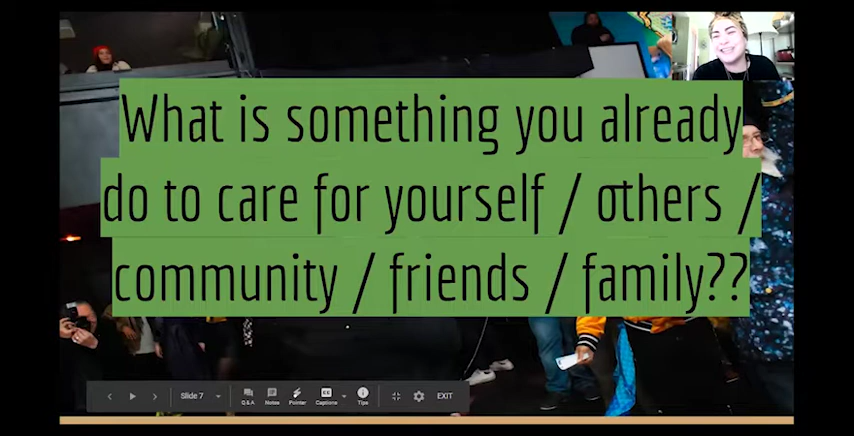 What is something you already
do to care for yourself / others /
community / friends / family??
Slide 7
Q&A
Notes
Pointer
CC
Captions
Tips
EXIT